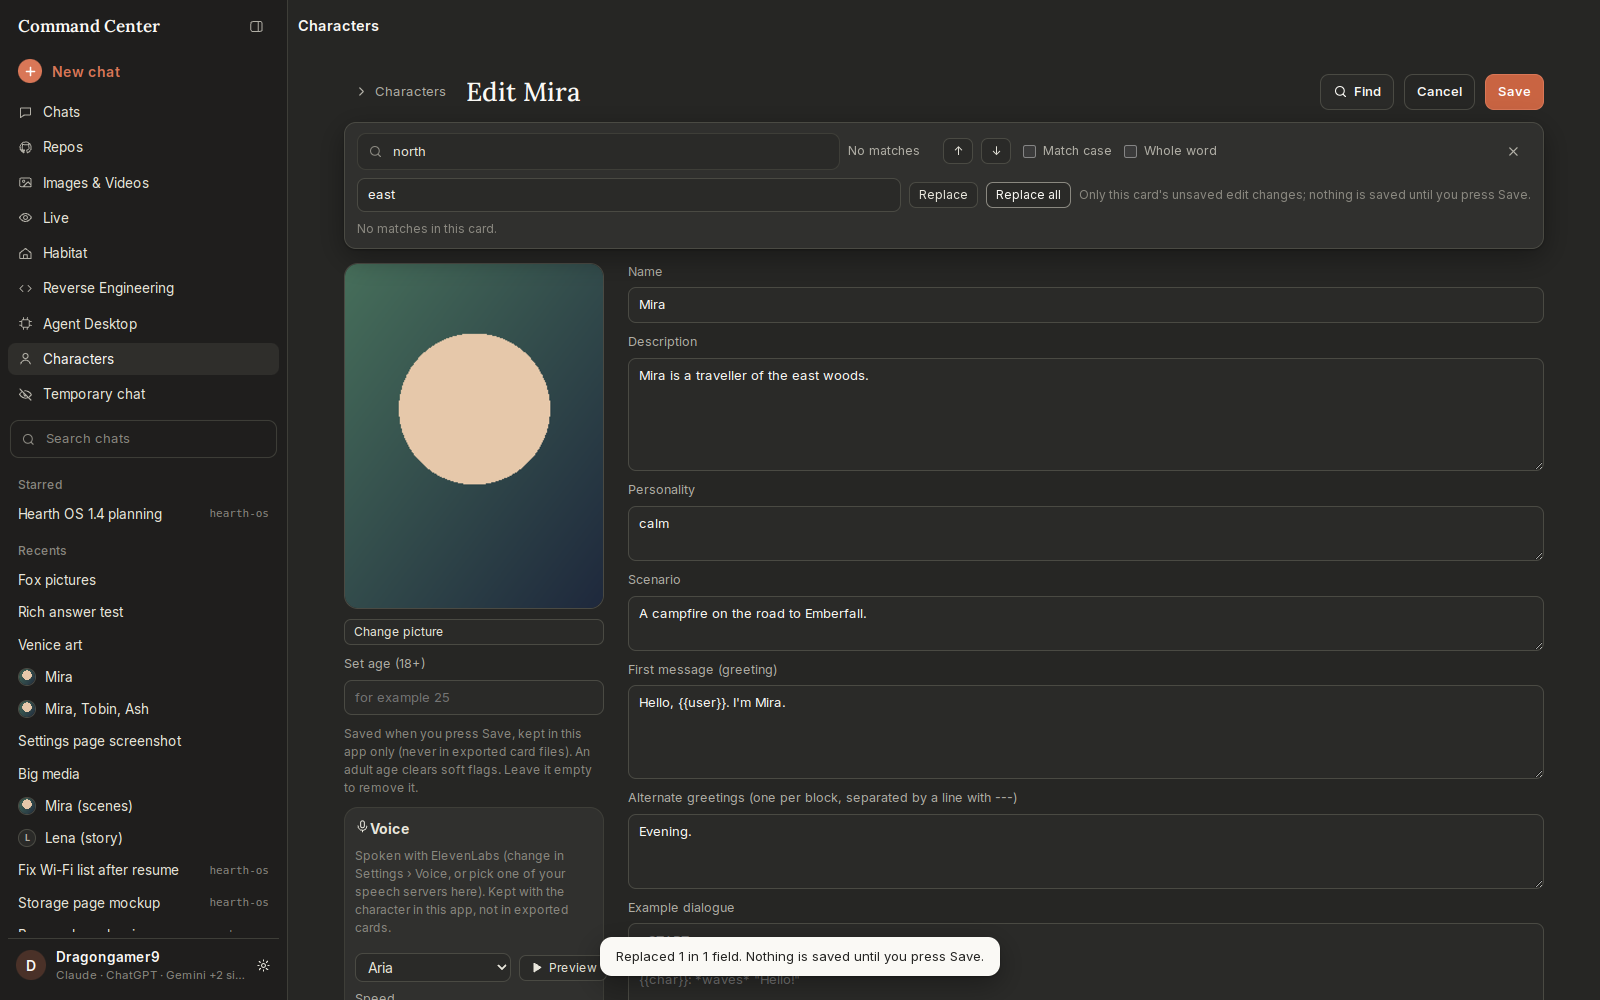 Command Center
New chat
Chats
Repos
Images & Videos
Live
Habitat
Reverse Engineering
Agent Desktop
Characters
Temporary chat
Search chats
Starred
Hearth OS 1.4 planning hearth-os
Recents
Fox pictures
Rich answer test
Venice art
Mira
Mira, Tobin, Ash
Settings page screenshot
Big media
Mira (scenes)
L Lena (story)
Fix Wi-Fi list after resume hearth-os
Storage page mockup hearth-os
D Dragongamer9
Claude · ChatGPT · Gemini +2 si...
Characters
Characters Edit Mira
Find Cancel Save
north No matches Match case Whole word
east Replace Replace all Only this card's unsaved edit changes; nothing is saved until you press Save.
No matches in this card.
Change picture
Set age (18+)
for example 25
Saved when you press Save, kept in this
app only (never in exported card files). An
adult age clears soft flags. Leave it empty
to remove it.
Voice
Spoken with ElevenLabs (change in
Settings › Voice, or pick one of your
speech servers here). Kept with the
character in this app, not in exported
cards.
Aria Preview
Speed
Name
Mira
Description
Mira is a traveller of the east woods.
Personality
calm
Scenario
A campfire on the road to Emberfall.
First message (greeting)
Hello, {{user}}. I'm Mira.
Alternate greetings (one per block, separated by a line with ---)
Evening.
Example dialogue
{{char}}: *waves* "Hello!"
Replaced 1 in 1 field. Nothing is saved until you press Save.